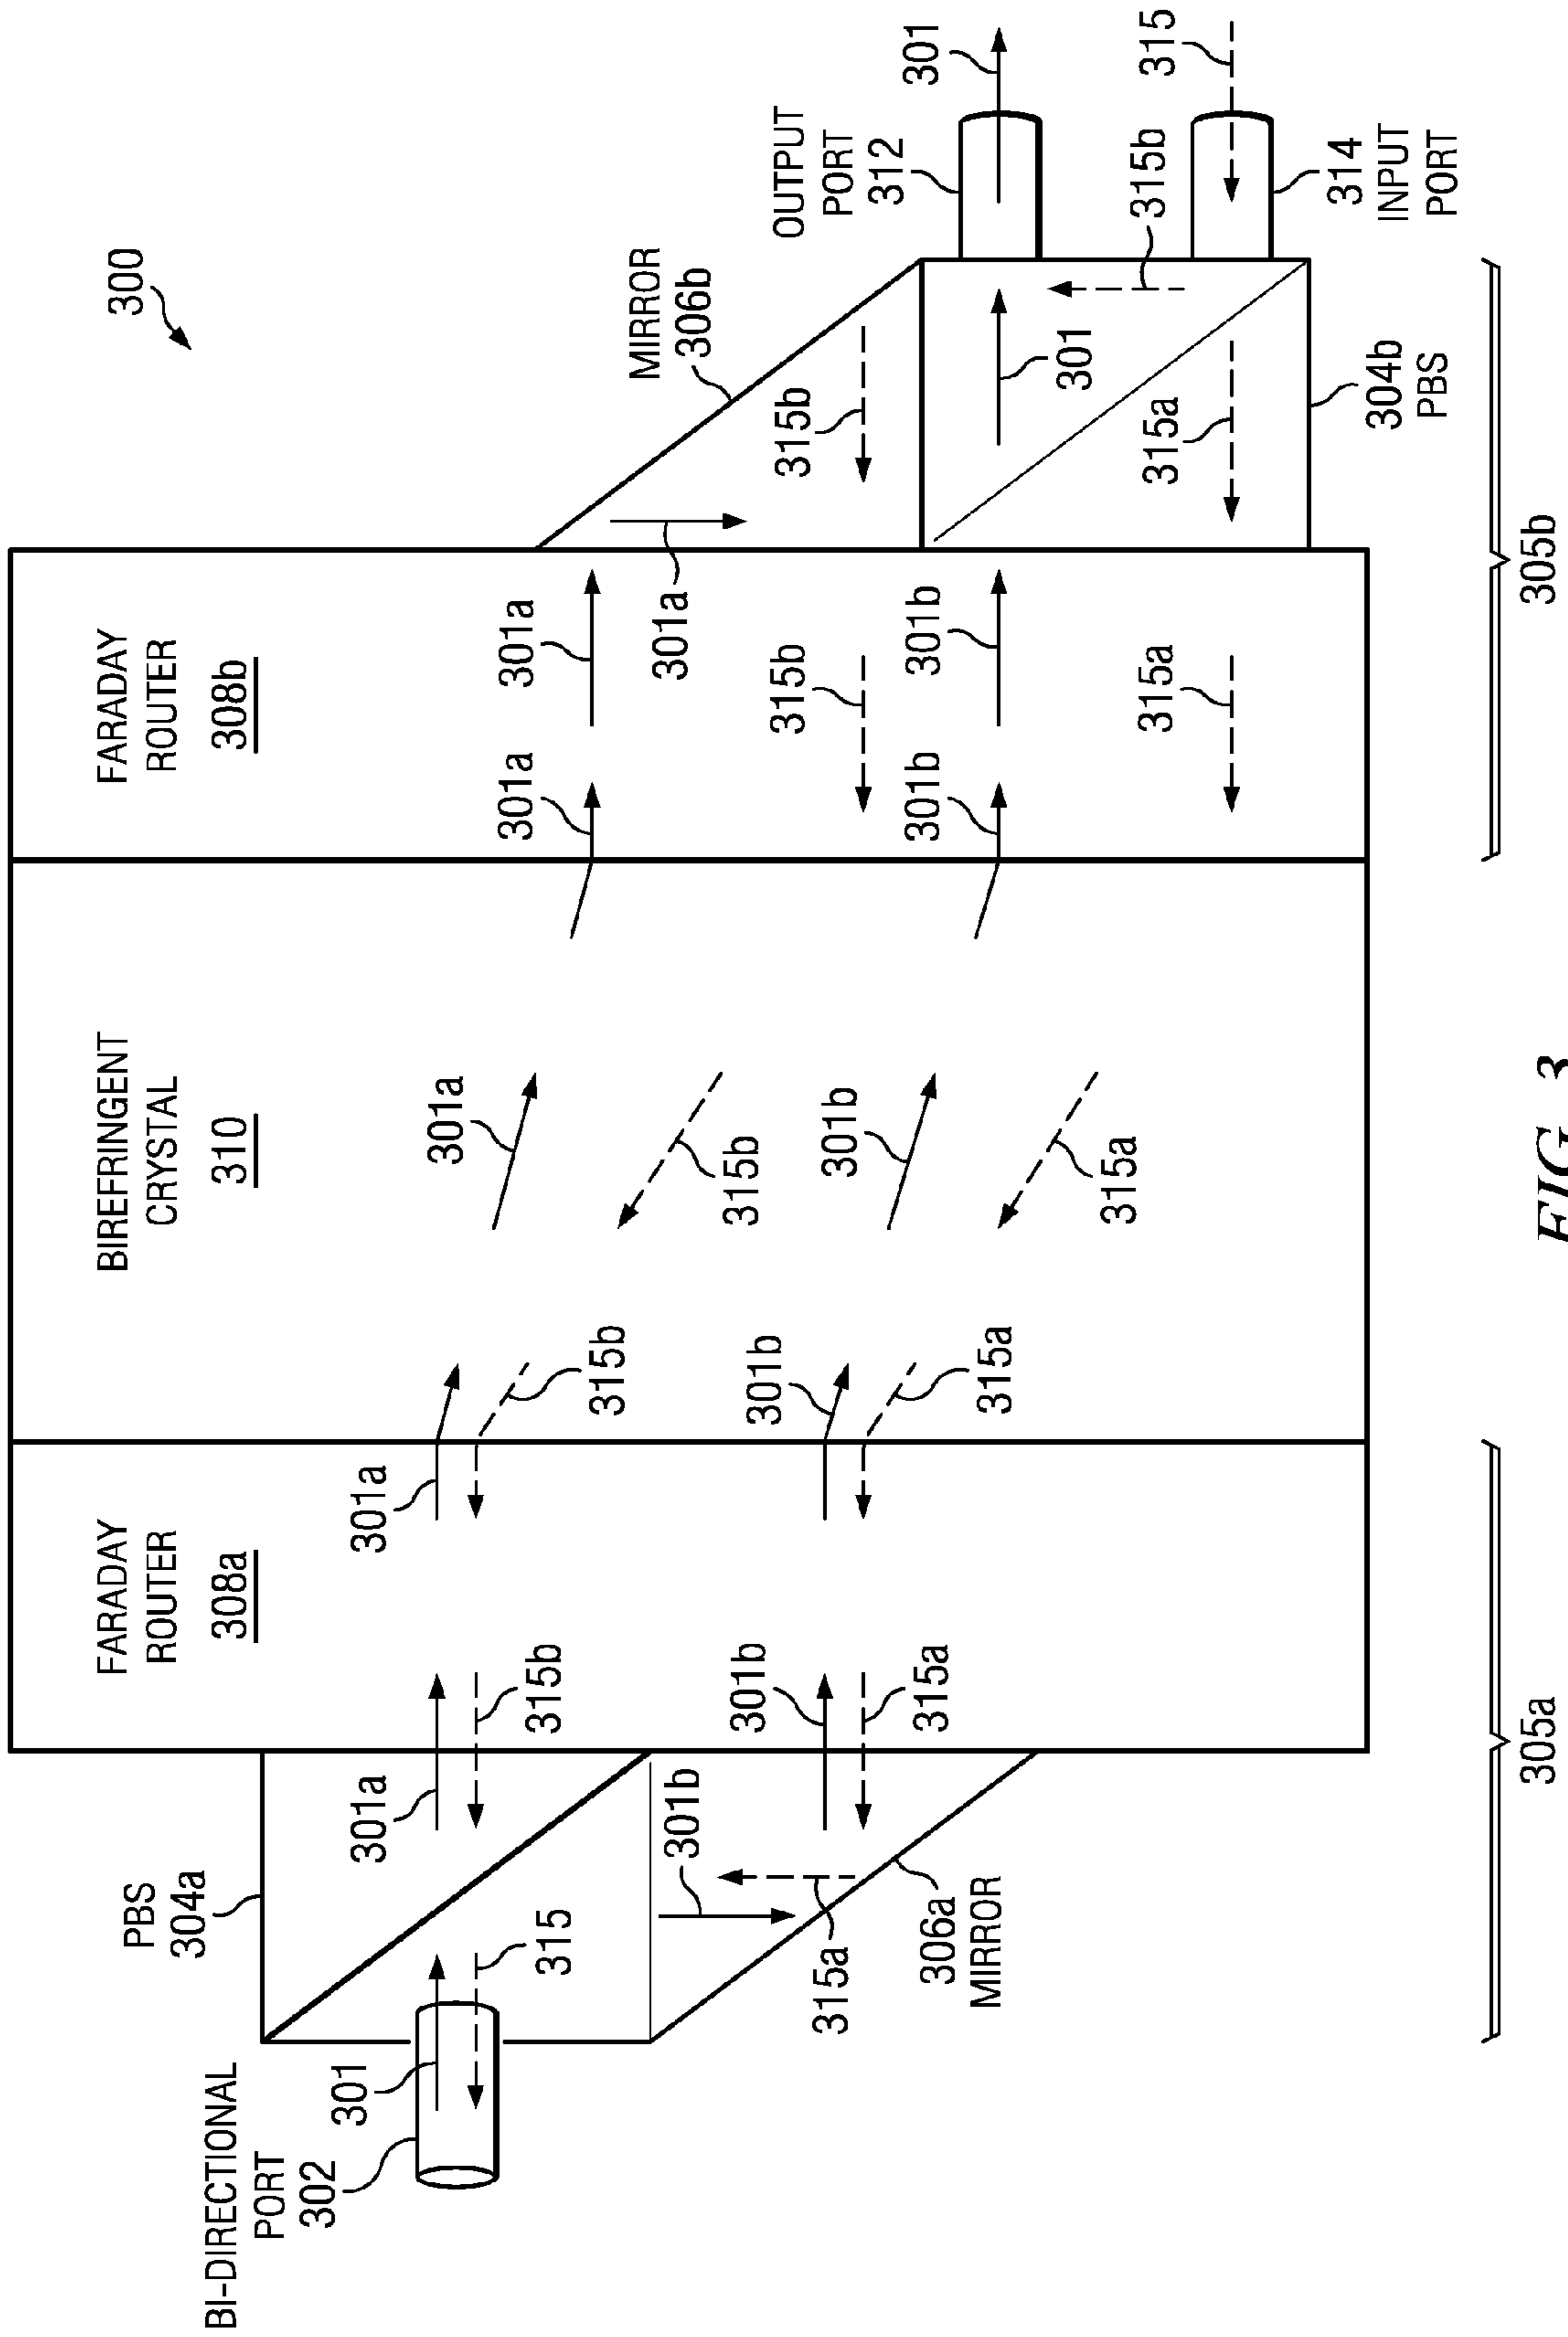 300
BI-DIRECTIONAL
PORT
302
301
315
PBS
304a
301a
301b
315a
306a
MIRROR
FARADAY
ROUTER
308a
301a
315b
301b
315a
305a
BIREFRINGENT
CRYSTAL
310
301a
315b
301b
315a
301a
315b
301b
315a
FARADAY
ROUTER
308b
301a
301a
301a
315b
301b
301b
315a
MIRROR
306b
315b
301
315a
304b
PBS
305b
OUTPUT
PORT
312
301
315b
315
314
INPUT
PORT
FIG. 3